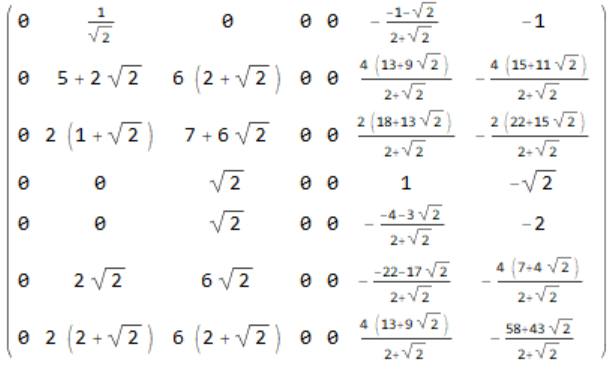 0 1/√2 0 0 0 - (-1-√2)/(2+√2) -1
0 5+2√2 6 (2+√2) 0 0 4 (13+9√2)/(2+√2) - 4 (15+11√2)/(2+√2)
0 2 (1+√2) 7+6√2 0 0 2 (18+13√2)/(2+√2) - 2 (22+15√2)/(2+√2)
0 0 √2 0 0 1 -√2
0 0 √2 0 0 - (-4-3√2)/(2+√2) -2
0 2√2 6√2 0 0 - (-22-17√2)/(2+√2) - 4 (7+4√2)/(2+√2)
0 2 (2+√2) 6 (2+√2) 0 0 4 (13+9√2)/(2+√2) - (58+43√2)/(2+√2)